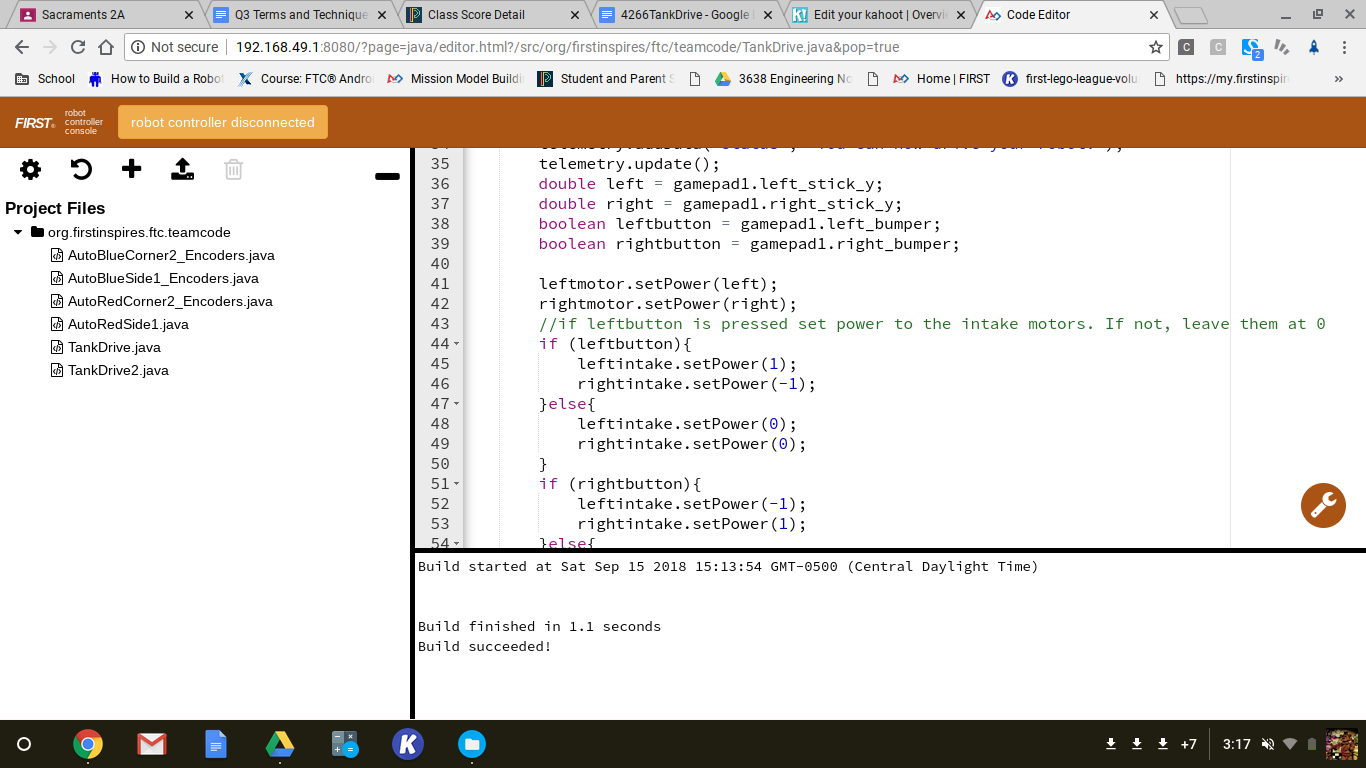 Sacraments 2A
Q3 Terms and Technique
Class Score Detail
4266TankDrive - Google
Edit your kahoot | Overvi
Code Editor
Not secure | 192.168.49.1:8080/?page=java/editor.html?/src/org/firstinspires/ftc/teamcode/TankDrive.java&pop=true
C
C
2
School
How to Build a Robo
Course: FTC® Andro
Mission Model Buildi
Student and Parent S
3638 Engineering No
Home | FIRST
first-lego-league-volu
https://my.firstinspir
»
FIRST®
robot
controller
console
robot controller disconnected
Project Files
org.firstinspires.ftc.teamcode
AutoBlueCorner2_Encoders.java
AutoBlueSide1_Encoders.java
AutoRedCorner2_Encoders.java
AutoRedSide1.java
TankDrive.java
TankDrive2.java
35 telemetry.update();
36 double left = gamepad1.left_stick_y;
37 double right = gamepad1.right_stick_y;
38 boolean leftbutton = gamepad1.left_bumper;
39 boolean rightbutton = gamepad1.right_bumper;
40
41 leftmotor.setPower(left);
42 rightmotor.setPower(right);
43 //if leftbutton is pressed set power to the intake motors. If not, leave them at 0
44 if (leftbutton){
45 leftintake.setPower(1);
46 rightintake.setPower(-1);
47 }else{
48 leftintake.setPower(0);
49 rightintake.setPower(0);
50 }
51 if (rightbutton){
52 leftintake.setPower(-1);
53 rightintake.setPower(1);
54 }else{
Build started at Sat Sep 15 2018 15:13:54 GMT-0500 (Central Daylight Time)
Build finished in 1.1 seconds
Build succeeded!
K
+7
3:17